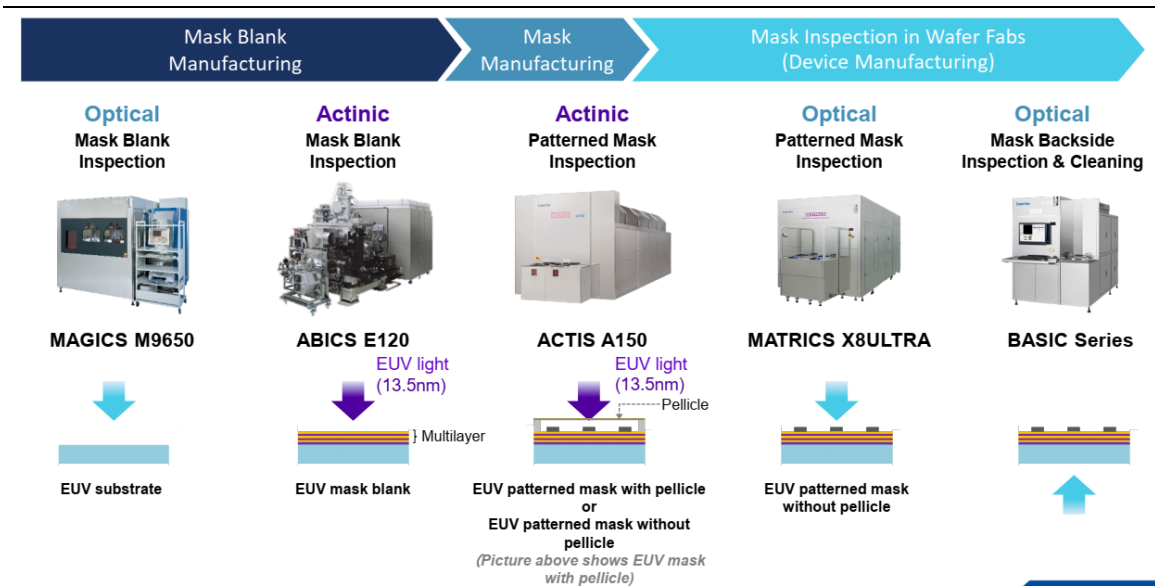 Mask Blank
Manufacturing
Mask
Manufacturing
Mask Inspection in Wafer Fabs
(Device Manufacturing)
Optical
Mask Blank
Inspection
Actinic
Mask Blank
Inspection
Actinic
Patterned Mask
Inspection
Optical
Patterned Mask
Inspection
Optical
Mask Backside
Inspection & Cleaning
MAGICS M9650
ABICS E120
ACTIS A150
MATRICS X8ULTRA
BASIC Series
EUV light
(13.5nm)
EUV light
(13.5nm)
Pellicle
} Multilayer
EUV substrate
EUV mask blank
EUV patterned mask with pellicle
or
EUV patterned mask without
pellicle
(Picture above shows EUV mask
with pellicle)
EUV patterned mask
without pellicle